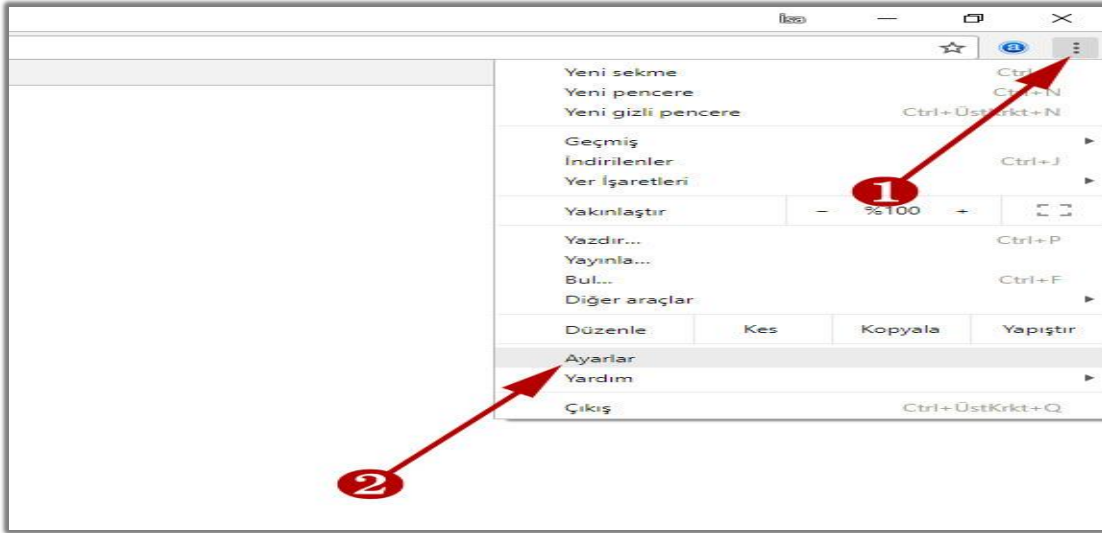 İsa
Yeni sekme
Yeni pencere Ctrl+N
Yeni gizli pencere Ctrl+ÜstKrkt+N
Geçmiş
İndirilenler Ctrl+J
Yer İşaretleri
1
Yakınlaştır - %100 +
Yazdır... Ctrl+P
Yayınla...
Bul... Ctrl+F
Diğer araçlar
Düzenle Kes Kopyala Yapıştır
Ayarlar
Yardım
Çıkış Ctrl+ÜstKrkt+Q
2